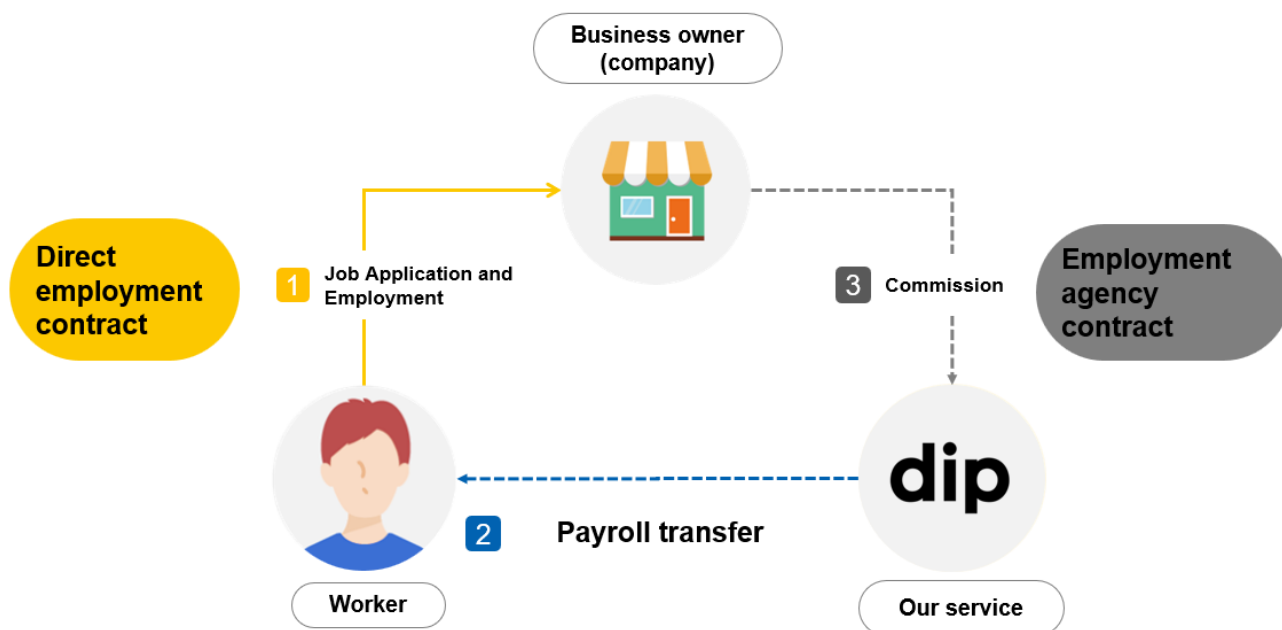 Business owner
(company)
Direct
employment
contract
1
Job Application and
Employment
3
Commission
Employment
agency
contract
dip
2
Payroll transfer
Worker
Our service